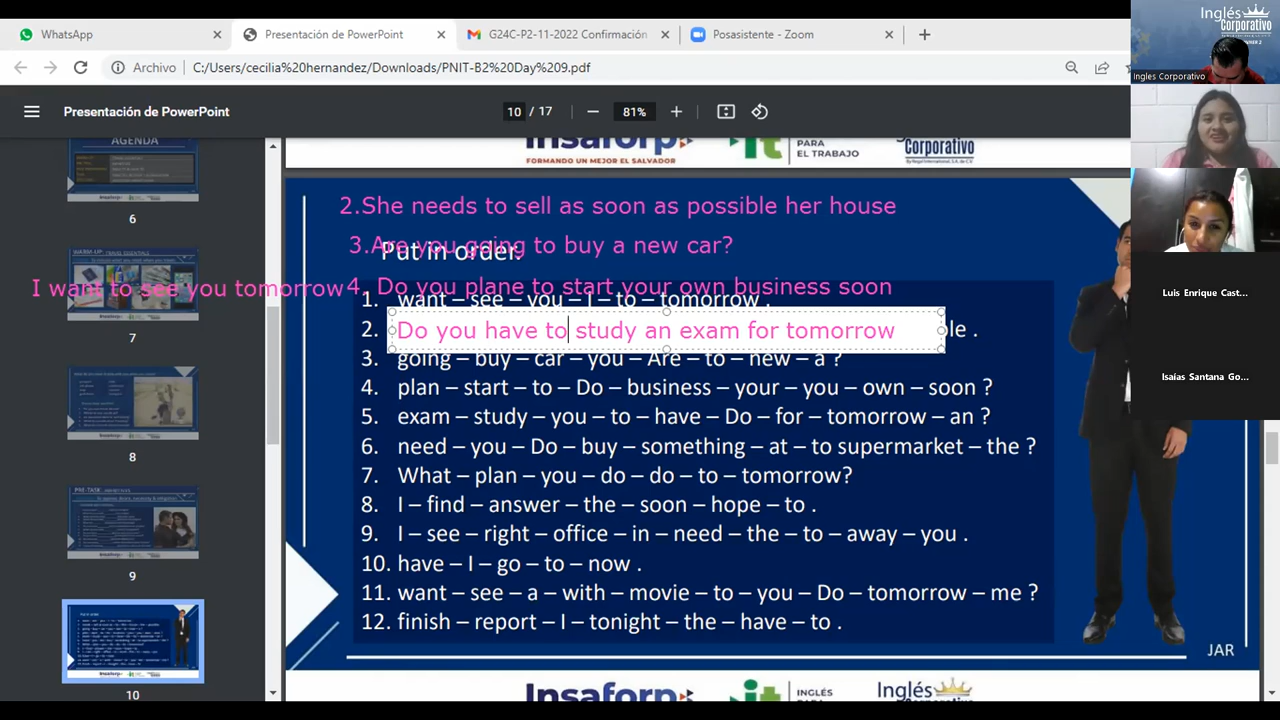 WhatsApp
Presentación de PowerPoint
G24C-P2-11-2022 Confirmación
Posasistente - Zoom
Archivo
C:/Users/cecilia%20hernandez/Downloads/PNIT-B2%20Day%209.pdf
Presentación de PowerPoint
10 / 17
81%
Inglés
Corporativo
Ingles Corporativo
Luis Enrique Cast...
Isaías Santana Go...
AGENDA
6
7
8
9
10
Insaforp
FORMANDO UN MEJOR EL SALVADOR
PARA
EL TRABAJO
Corporativo
2.She needs to sell as soon as possible her house
3.Are you going to buy a new car?
Put in order:
I want to see you tomorrow
4. Do you plane to start your own business soon
1. want – see – you – I – to – tomorrow .
2.
Do you have to study an exam for tomorrow
le .
3. going – buy – car – you – Are – to – new – a ?
4. plan – start – to – Do – business – your – you – own – soon ?
5. exam – study – you – to – have – Do – for – tomorrow – an ?
6. need – you – Do – buy – something – at – to supermarket – the ?
7. What – plan – you – do – do – to – tomorrow?
8. I – find – answer – the – soon – hope – to .
9. I – see – right – office – in – need – the – to – away – you .
10. have – I – go – to – now .
11. want – see – a – with – movie – to – you – Do – tomorrow – me ?
12. finish – report – I – tonight – the – have – to .
JAR
Insaforp
it
INGLÉS
PARA
Inglés
Corporativo